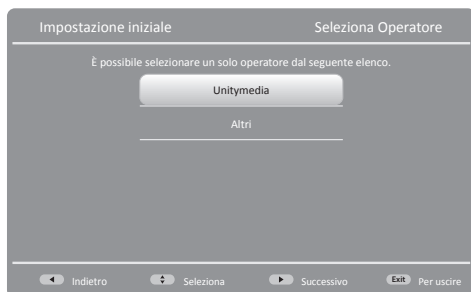 Impostazione iniziale Seleziona Operatore
È possibile selezionare un solo operatore dal seguente elenco.
Unitymedia
Altri
Indietro Seleziona Successivo Exit Per uscire